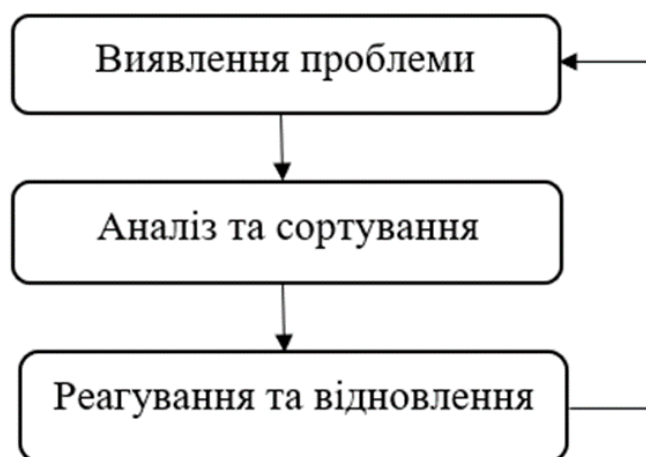 Виявлення проблеми
Аналіз та сортування
Реагування та відновлення